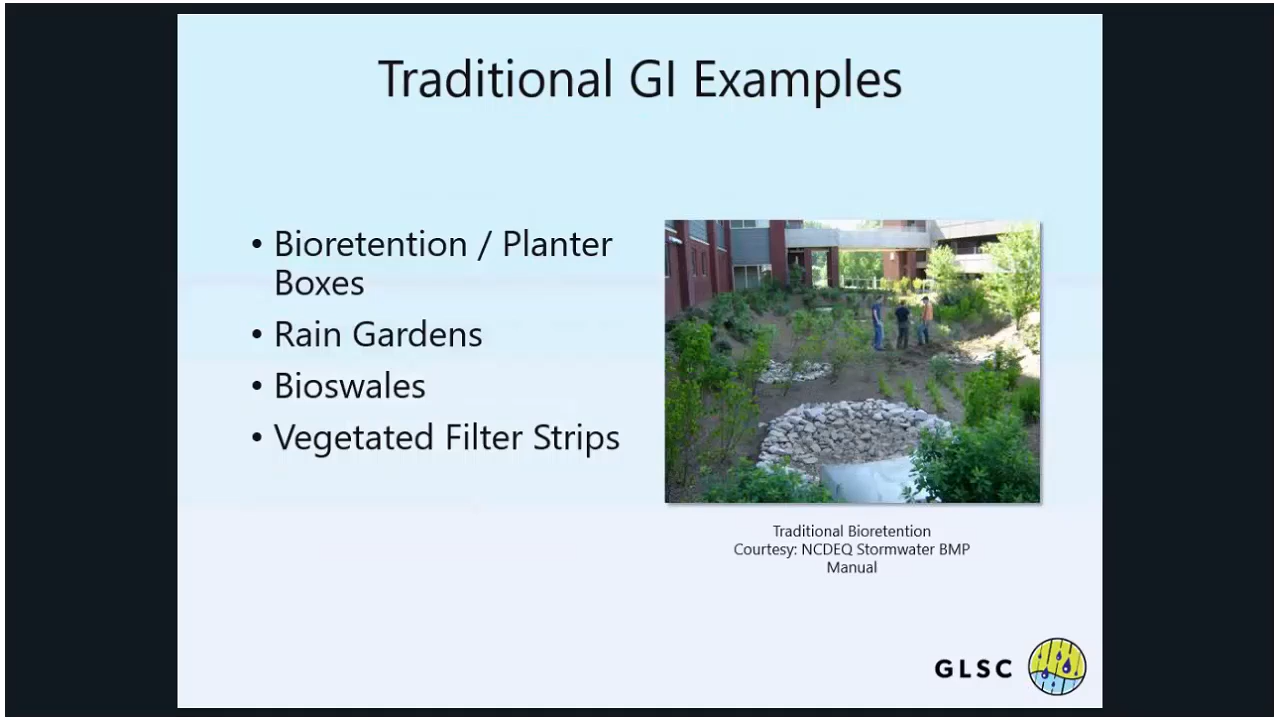 Traditional GI Examples
• Bioretention / Planter
Boxes
• Rain Gardens
• Bioswales
• Vegetated Filter Strips
Traditional Bioretention
Courtesy: NCDEQ Stormwater BMP
Manual
GLSC